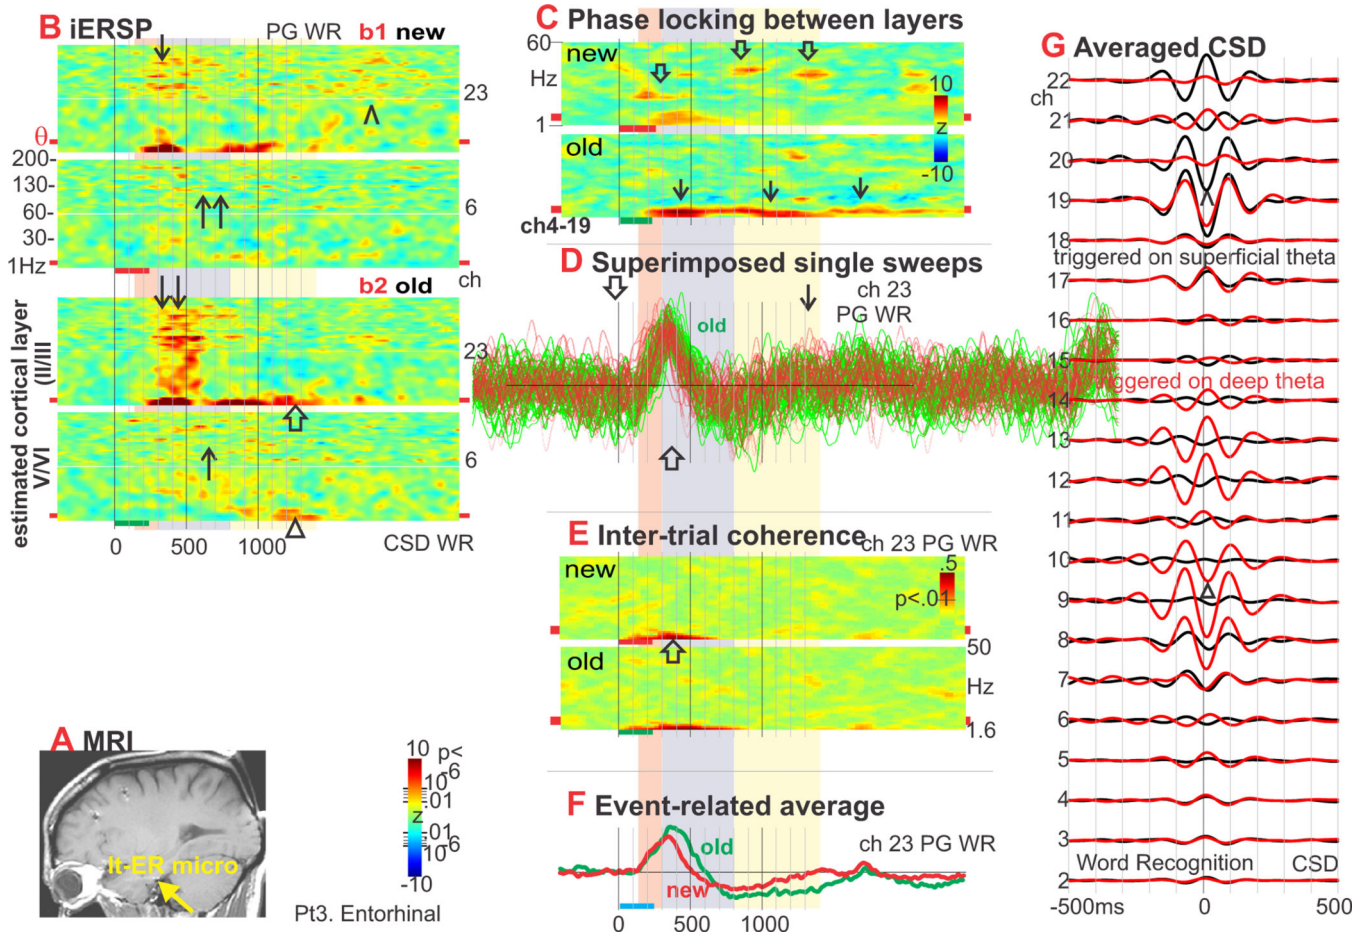 B iERSP
PG WR
b1 new
23
θ
200-
130-
60-
30-
1Hz
6
ch
b2 old
23
6
estimated cortical layer
(II/III)
V/VI
0 500 1000
CSD WR
A MRI
lt-ER micro
Pt3. Entorhinal
10 p<
-6
10
.01
z
.01
10
-6
-10
C Phase locking between layers
60
Hz
1
new
10
z
-10
old
ch4-19
D Superimposed single sweeps
ch 23
PG WR
old
E Inter-trial coherence
ch 23 PG WR
new
.5
p<.01
old
50
Hz
1.6
F Event-related average
ch 23 PG WR
old
new
0 500 1000
G Averaged CSD
22
ch
21
20
19
18
triggered on superficial theta
17
16
15
triggered on deep theta
14
13
12
11
10
9
8
7
6
5
4
3
Word Recognition CSD
2
-500ms 0 500